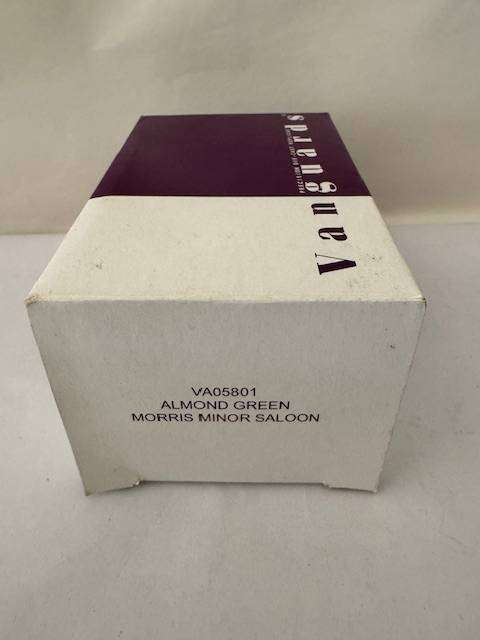 Vanguards
VA05801
ALMOND GREEN
MORRIS MINOR SALOON